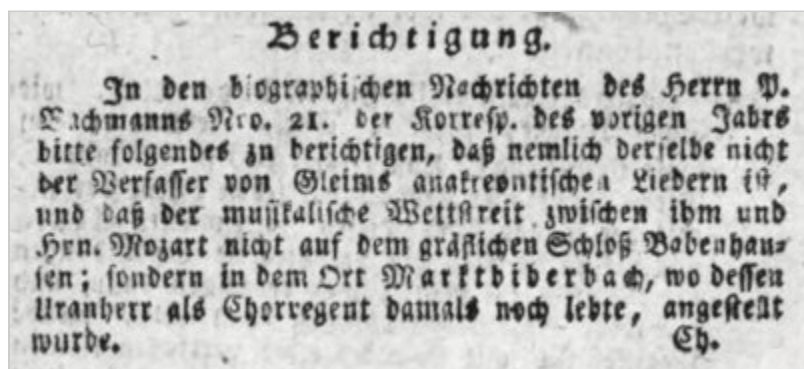 Berichtigung.
In den biographischen Nachrichten des Herrn P.
Bachmanns Nro. 21. der Korresp. des vorigen Jahrs
bitte folgendes zu berichtigen, daß nemlich derselbe nicht
der Verfasser von Gleims anakreontischen Liedern ist,
und daß der musikalische Wettstreit zwischen ihm und
Hrn. Mozart nicht auf dem gräflichen Schloß Babenhau-
sen; sondern in dem Ort Marktbiberbach, wo dessen
Uranherr als Chorregent damals noch lebte, angestellt
wurde. Ch.